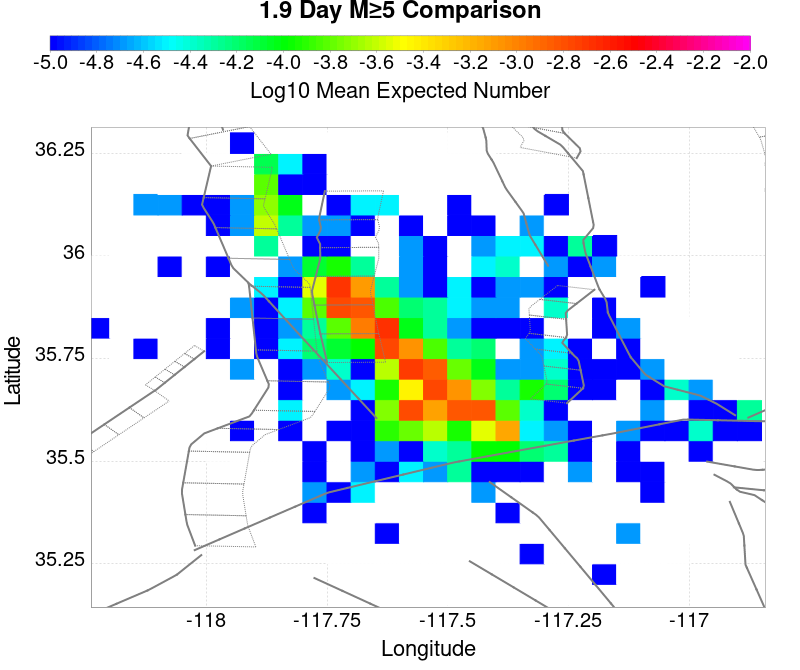 1.9 Day M≥5 Comparison
-5.0 -4.8 -4.6 -4.4 -4.2 -4.0 -3.8 -3.6 -3.4 -3.2 -3.0 -2.8 -2.6 -2.4 -2.2 -2.0
Log10 Mean Expected Number
36.25
36
35.75
35.5
35.25
Latitude
-118 -117.75 -117.5 -117.25 -117
Longitude